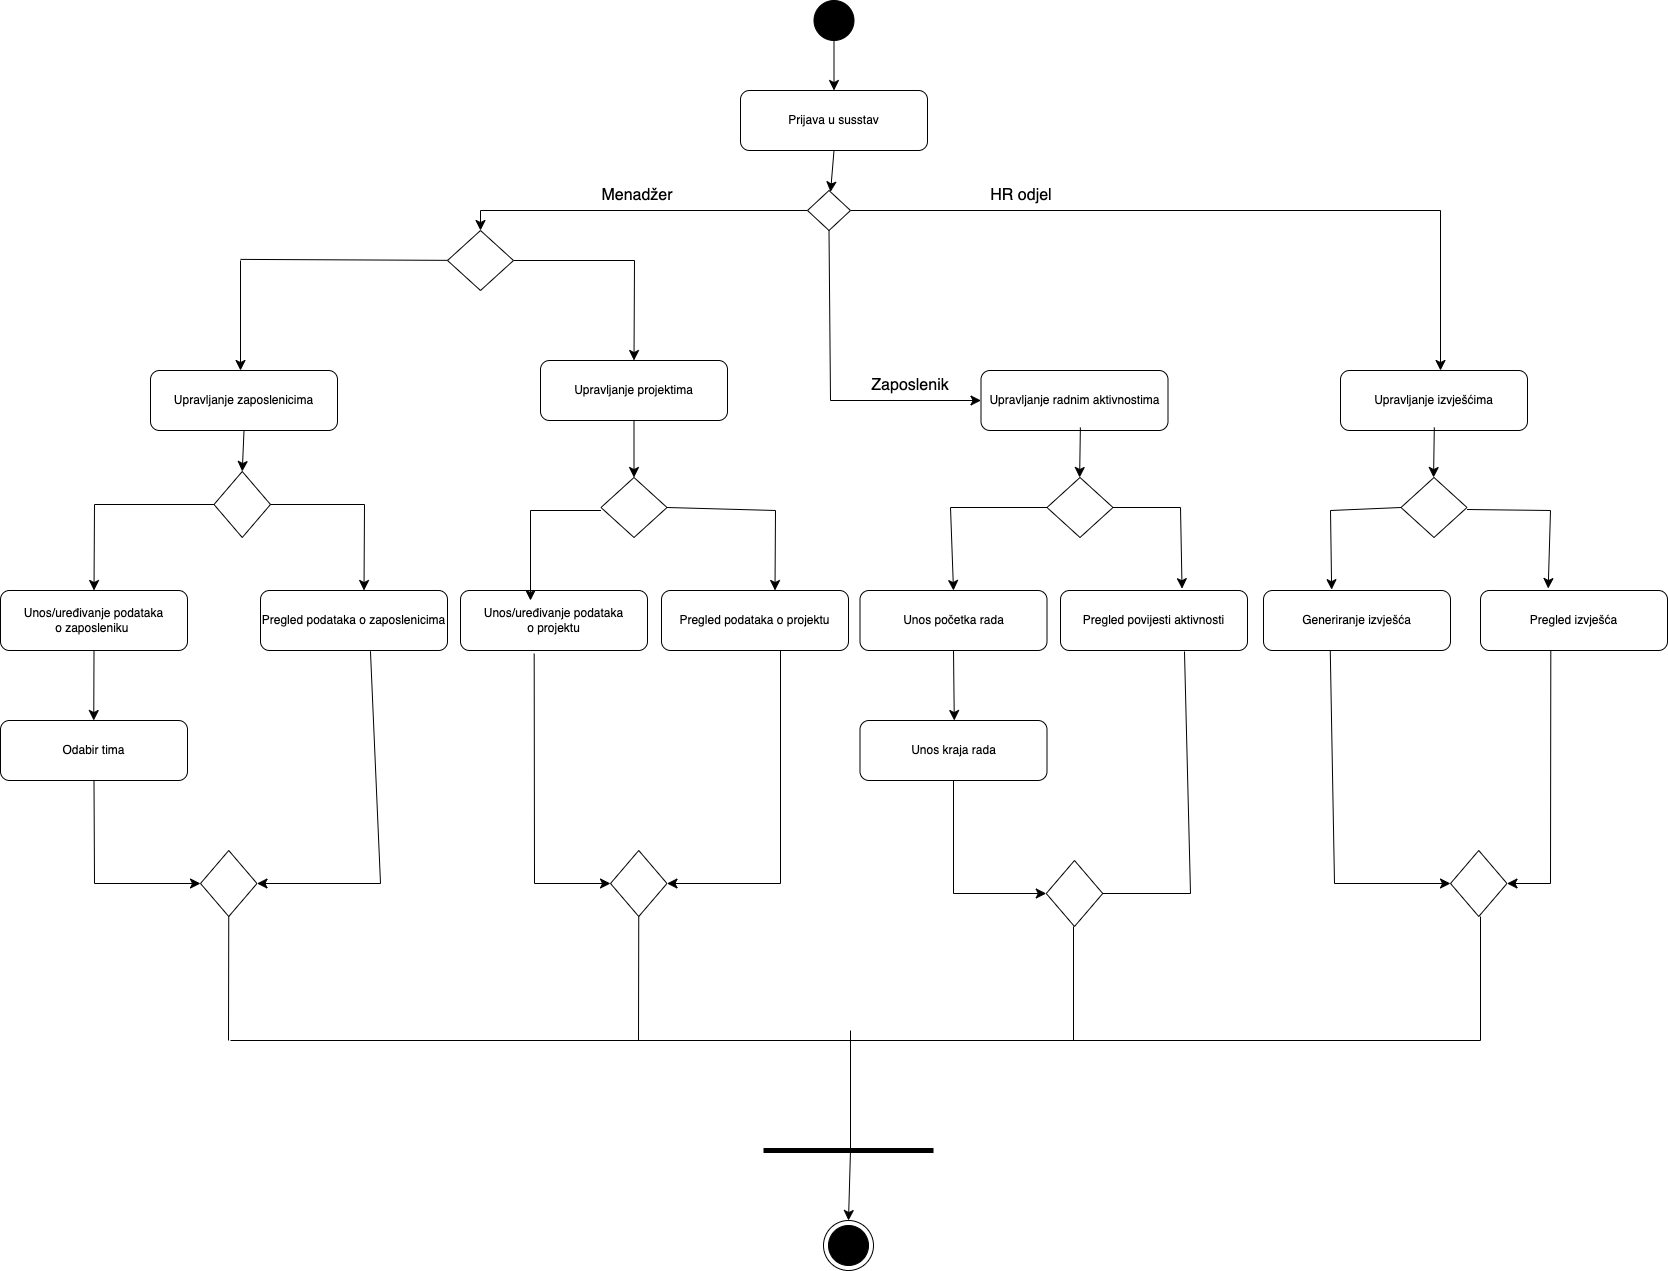 Prijava u susstav
Menadžer
HR odjel
Zaposlenik
Upravljanje zaposlenicima
Upravljanje projektima
Upravljanje radnim aktivnostima
Upravljanje izvješćima
Unos/uređivanje podataka
o zaposleniku
Pregled podataka o zaposlenicima
Unos/uređivanje podataka
o projektu
Pregled podataka o projektu
Unos početka rada
Pregled povijesti aktivnosti
Generiranje izvješća
Pregled izvješća
Odabir tima
Unos kraja rada